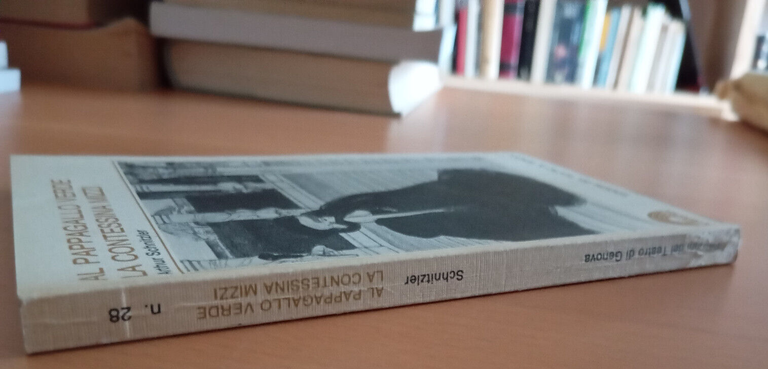 AL PAPPAGALLO VERDE
LA CONTESSINA MIZZI
Arthur Schnitzler
n. 28
AL PAPPAGALLO VERDE
LA CONTESSINA MIZZI
Schnitzler
Teatro di Genova